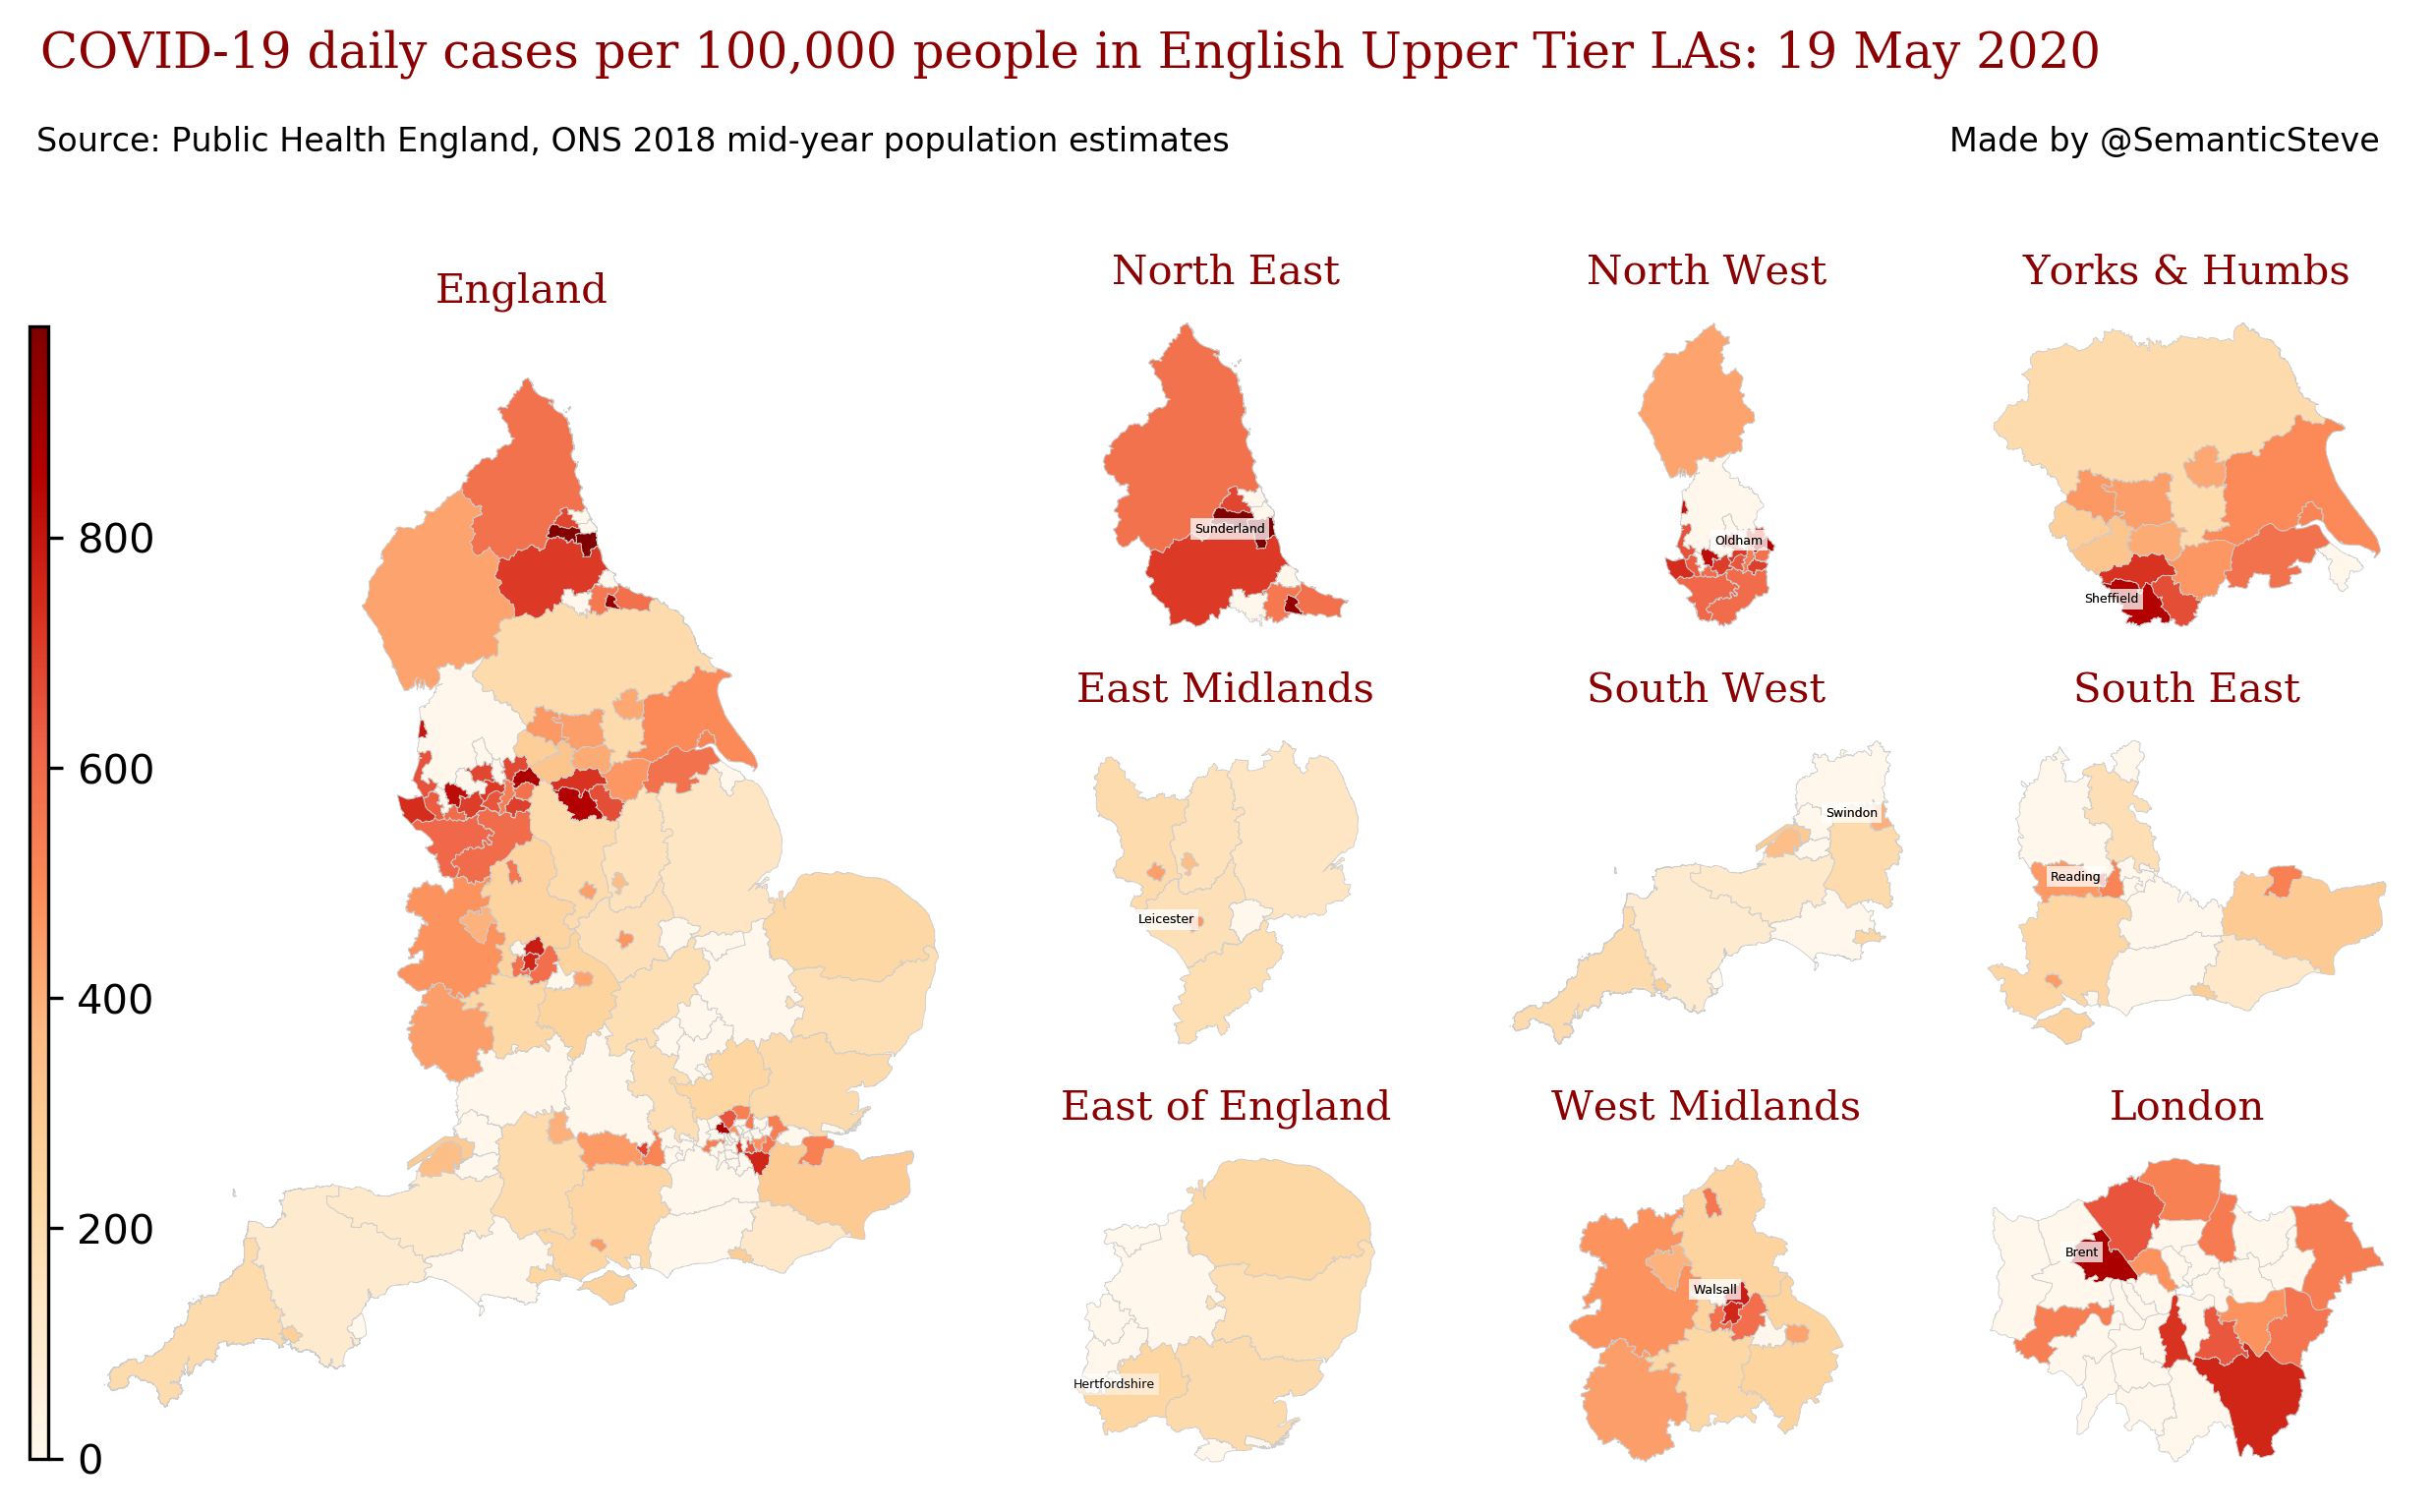 COVID-19 daily cases per 100,000 people in English Upper Tier LAs: 19 May 2020
Source: Public Health England, ONS 2018 mid-year population estimates
Made by @SemanticSteve
England
800
600
400
200
0
North East
Sunderland
North West
Oldham
Yorks & Humbs
Sheffield
East Midlands
Leicester
South West
Swindon
South East
Reading
East of England
Hertfordshire
West Midlands
Walsall
London
Brent